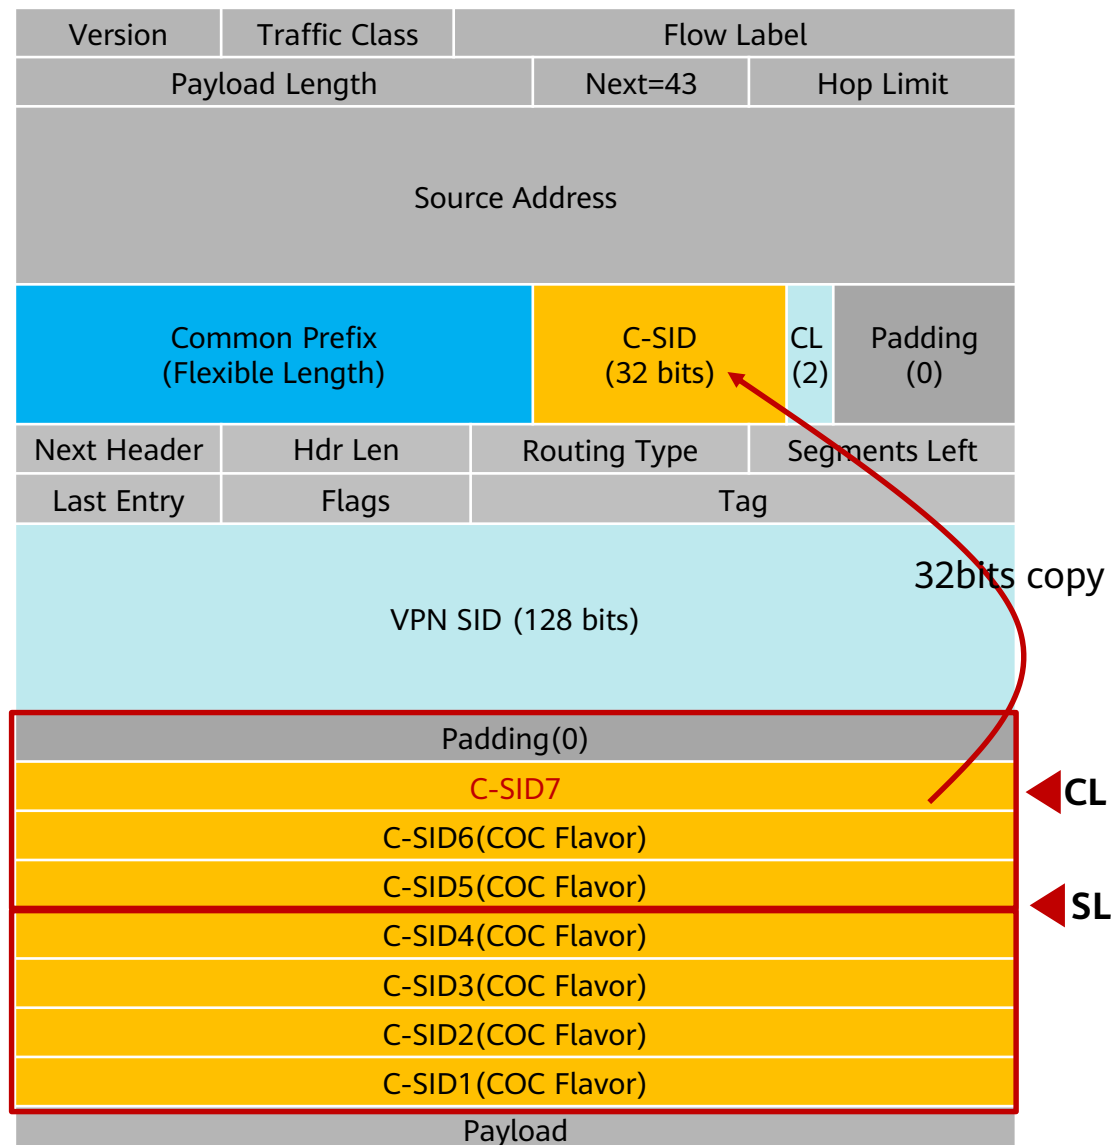 Version Traffic Class Flow Label
Payload Length Next=43 Hop Limit
Source Address
Common Prefix
(Flexible Length)
C-SID
(32 bits)
CL
(2)
Padding
(0)
Next Header Hdr Len Routing Type Segments Left
Last Entry Flags Tag
32bits copy
VPN SID (128 bits)
Padding(0)
C-SID7
CL
C-SID6(COC Flavor)
C-SID5(COC Flavor)
SL
C-SID4(COC Flavor)
C-SID3(COC Flavor)
C-SID2(COC Flavor)
C-SID1(COC Flavor)
Payload